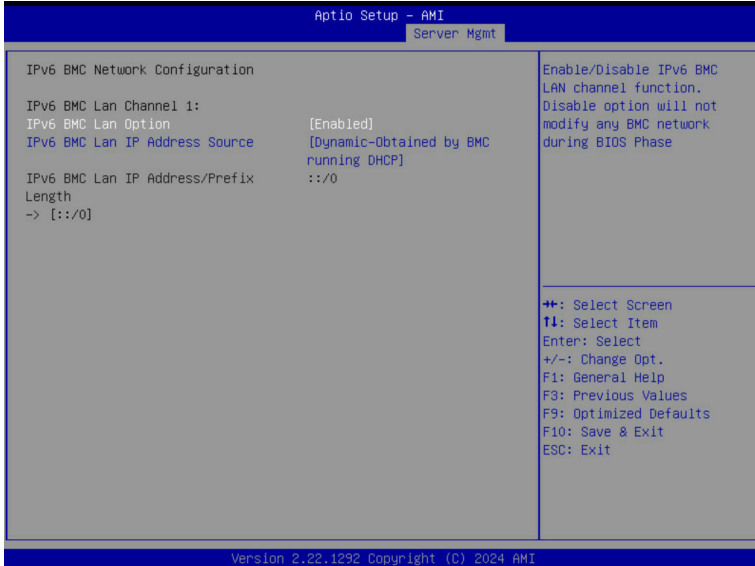 Aptio Setup - AMI
Server Mgmt
IPv6 BMC Network Configuration
IPv6 BMC Lan Channel 1:
IPv6 BMC Lan Option [Enabled]
IPv6 BMC Lan IP Address Source [Dynamic-Obtained by BMC
running DHCP]
IPv6 BMC Lan IP Address/Prefix ::/0
Length
-> [::/0]
Enable/Disable IPv6 BMC
LAN channel function.
Disable option will not
modify any BMC network
during BIOS Phase
→←: Select Screen
↑↓: Select Item
Enter: Select
+/-: Change Opt.
F1: General Help
F3: Previous Values
F9: Optimized Defaults
F10: Save & Exit
ESC: Exit
Version 2.22.1292 Copyright (C) 2024 AMI